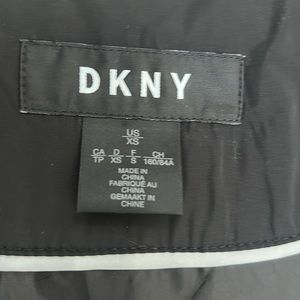 DKNY
US
XS
CA D F CH
TP XS S 160/84A
MADE IN
CHINA
FABRIQUÉ AU
CHINA
GEMAAKT IN
CHINE